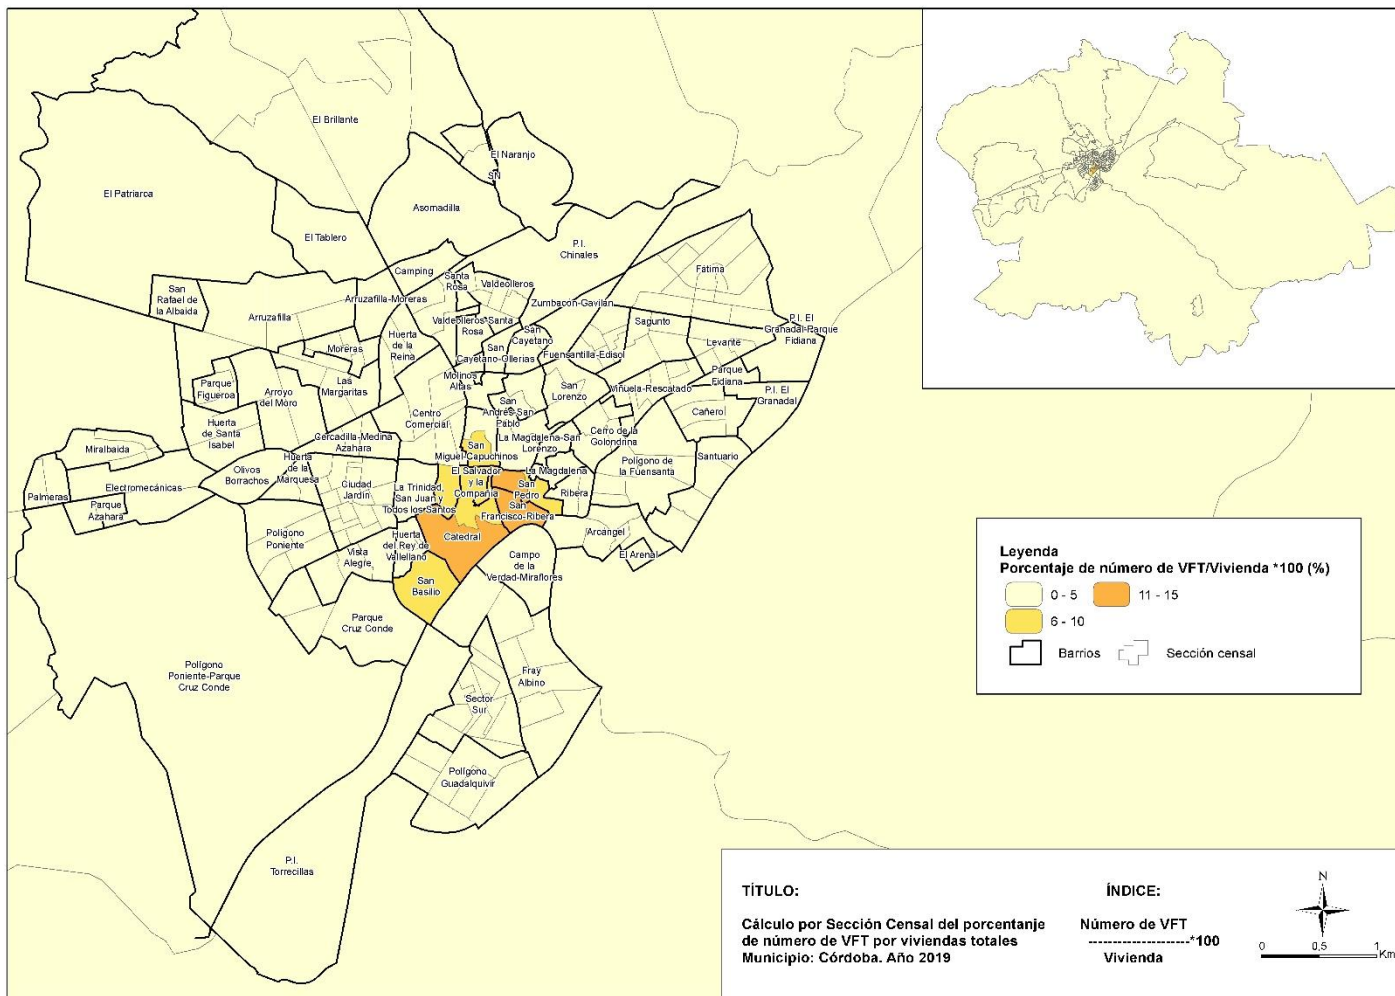 El Brillante
El Naranjo
SN
El Patriarca
Asomadilla
El Tablero
P.I.
Chinales
Camping
Santa
Rosa
Valdeolleros
Fátima
San
Rafael de
la Albaida
Arruzafilla-Moreras
Zumbacón-Gavilán
Arruzafilla
Valdeolleros-Santa
Rosa
Sagunto
P.I. El
Granadal-Parque
Fidiana
Huerta
de la
Reina
San
Cayetano
Levante
Moreras
San
Cayetano-Ollerías
Fuensantilla-Edisol
Parque
Figueroa
Arroyo
del Moro
Las
Margaritas
Molinos
Altas
San
Lorenzo
Viñuela-Rescatado
Parque
Fidiana
P.I. El
Granadal
San
Andrés-San
Pablo
Cañerol
Huerta
de Santa
Isabel
Centro
Comercial
Cerro de la
Golondrina
Miralbaida
Cercadilla-Medina
Azahara
San
Miguel-Capuchinos
La Magdalena-San
Lorenzo
Santuario
Olivos
Borrachos
Huerta
de la
Marquesa
Polígono de
la Fuensanta
Palmeras
Electromecánicas
Parque
Azahara
Ciudad
Jardín
La Trinidad,
San Juan y
Todos los Santos
El Salvador
y la
Compañía
La Magdalena
San
Pedro
Ribera
San
Francisco-Ribera
Polígono
Poniente
Vista
Alegre
Huerta
del Rey de
Vallellano
Catedral
Arcángel
El Arenal
Campo
de la
Verdad-Miraflores
San
Basilio
Parque
Cruz Conde
Polígono
Poniente-Parque
Cruz Conde
Fray
Albino
Sector
Sur
Polígono
Guadalquivir
P.I.
Torrecillas
Leyenda
Porcentaje de número de VFT/Vivienda *100 (%)
0 - 5
11 - 15
6 - 10
Barrios
Sección censal
TÍTULO:
Cálculo por Sección Censal del porcentanje
de número de VFT por viviendas totales
Municipio: Córdoba. Año 2019
ÍNDICE:
Número de VFT
--------------------*100
Vivienda
N
0 0,5 1
Km